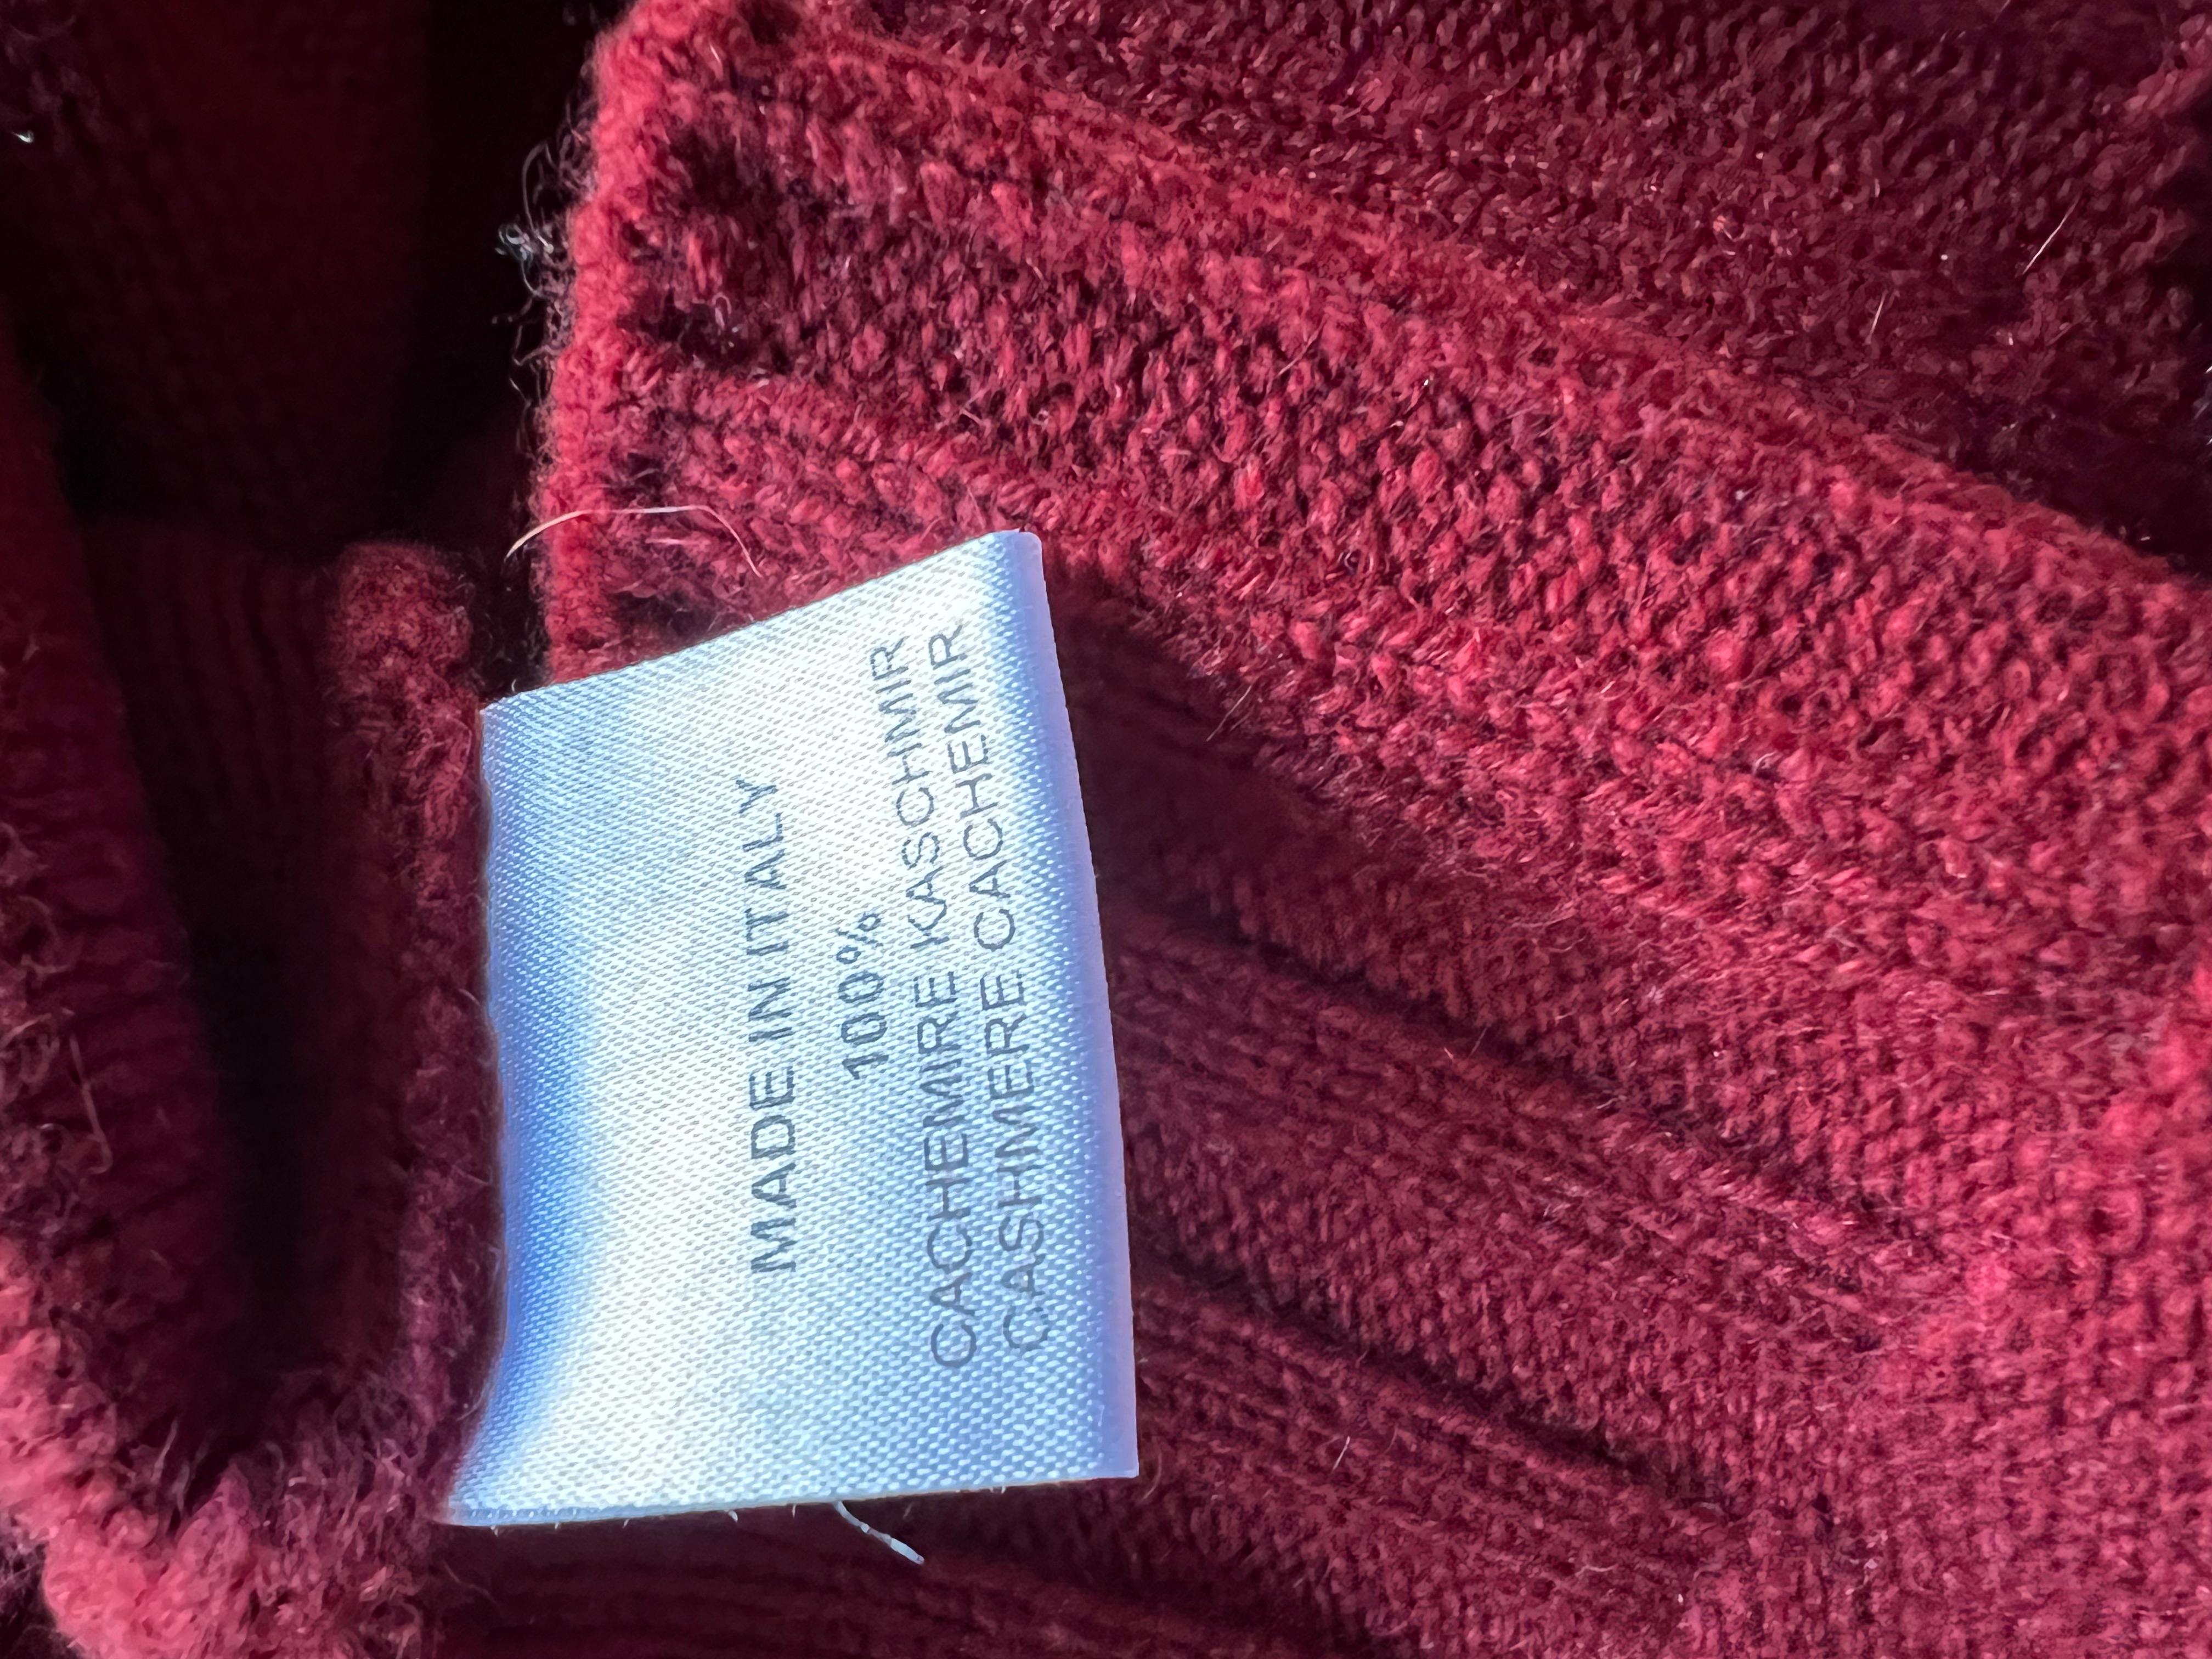 MADE IN ITALY
100%
CACHEMIRE KASCHMIR
CASHMERE CACHEMIR